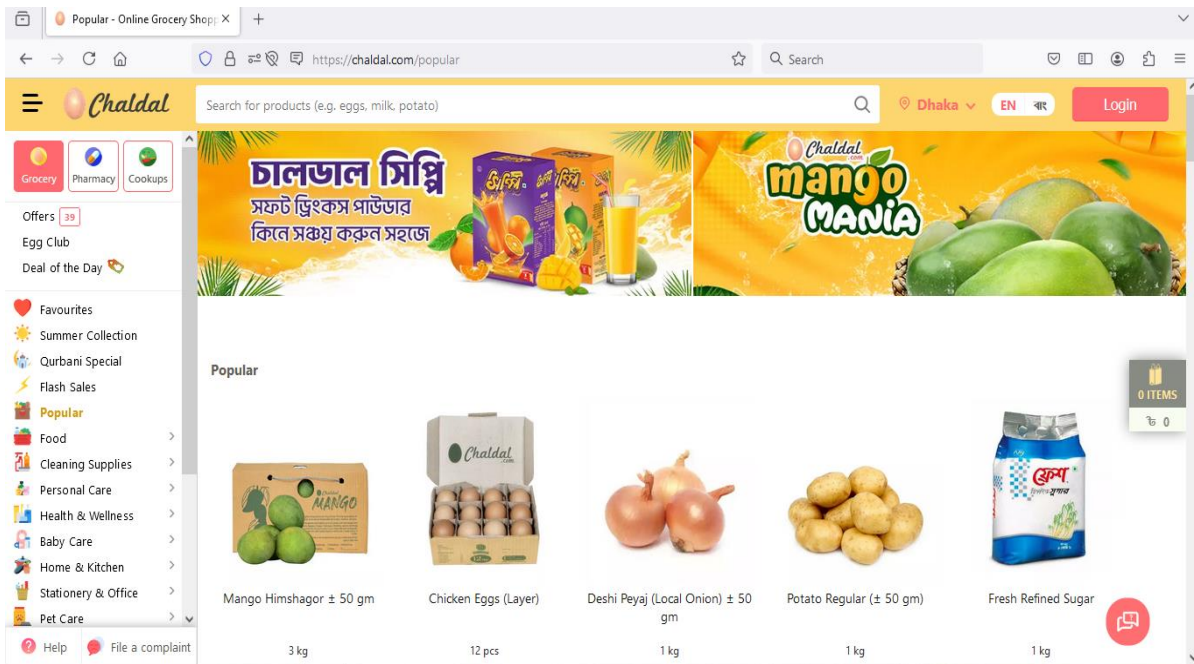 Popular - Online Grocery Shopp
https://chaldal.com/popular
Search
Chaldal
Search for products (e.g. eggs, milk, potato)
Dhaka
EN বাং
Login
Grocery
Pharmacy
Cookups
Offers 39
Egg Club
Deal of the Day
Favourites
Summer Collection
Qurbani Special
Flash Sales
Popular
Food
Cleaning Supplies
Personal Care
Health & Wellness
Baby Care
Home & Kitchen
Stationery & Office
Pet Care
Help
File a complaint
চালডাল সিপ্পি
সফট ড্রিংকস পাউডার
কিনে সঞ্চয় করুন সহজে
Chaldal
.com
mango
MANIA
0 ITEMS
৳ 0
Popular
MANGO
Chaldal
.com
ফ্রেশ
Mango Himshagor ± 50 gm
3 kg
Chicken Eggs (Layer)
12 pcs
Deshi Peyaj (Local Onion) ± 50
gm
1 kg
Potato Regular (± 50 gm)
1 kg
Fresh Refined Sugar
1 kg